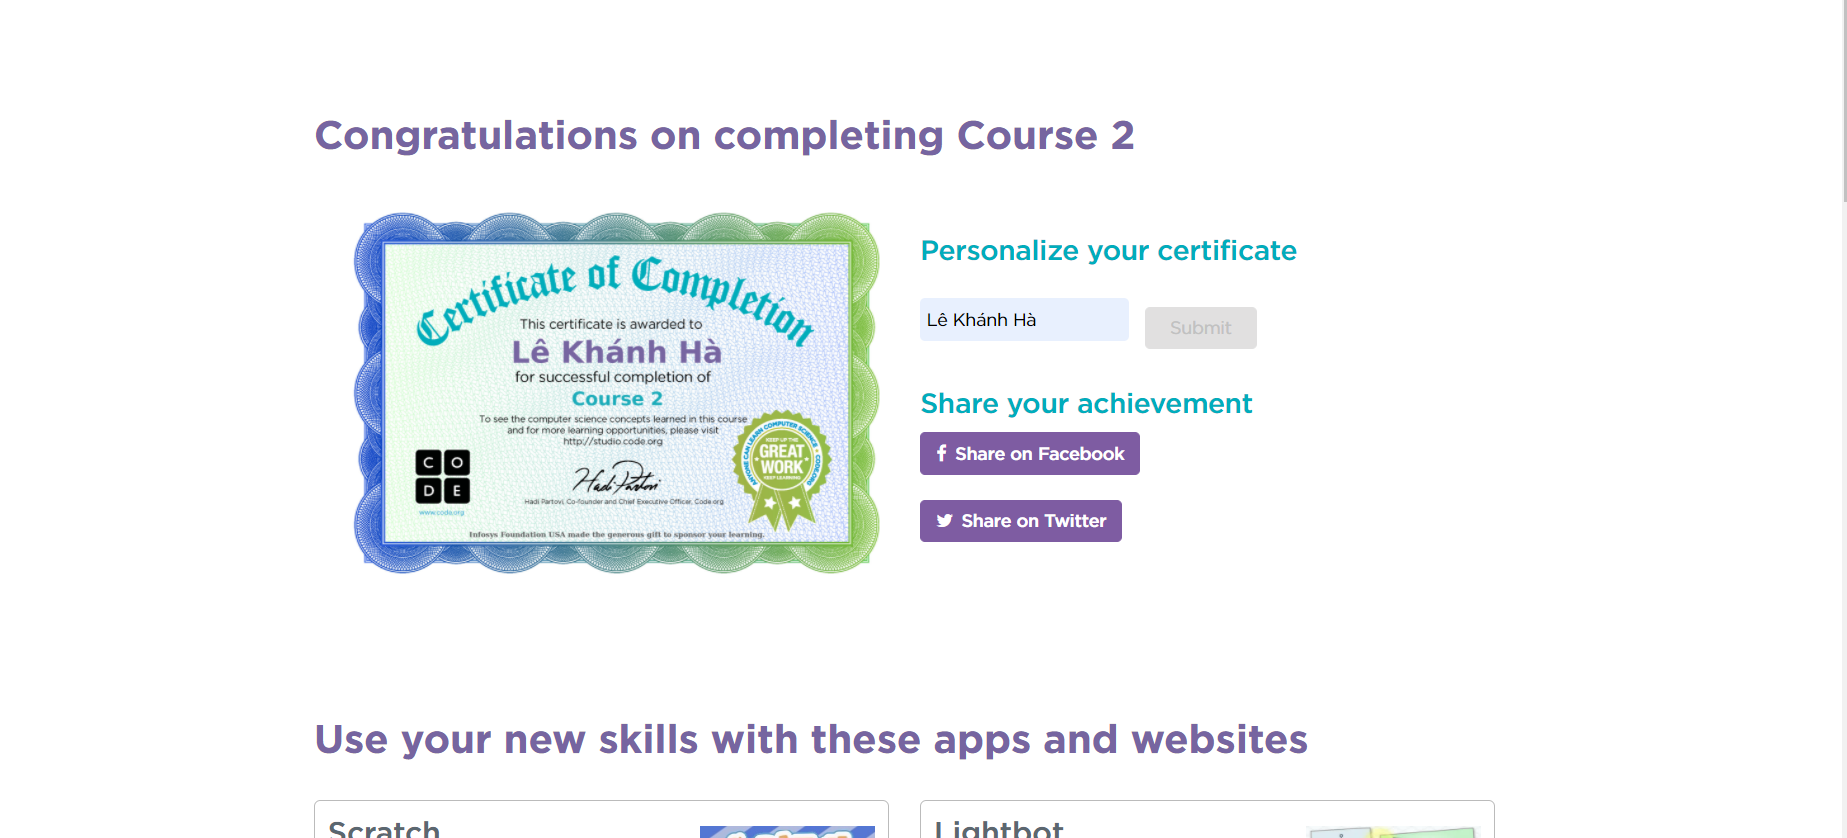 Congratulations on completing Course 2
Certificate of Completion
This certificate is awarded to
Lê Khánh Hà
for successful completion of
Course 2
To see the computer science concepts learned in this course
and for more learning opportunities, please visit
http://studio.code.org
C O
D E
www.code.org
Hadi Partovi
Hadi Partovi, Co-founder and Chief Executive Officer, Code.org
ANYONE CAN LEARN COMPUTER SCIENCE • CODE.ORG
KEEP UP THE
GREAT
WORK
KEEP LEARNING
Infosys Foundation USA made the generous gift to sponsor your learning.
Personalize your certificate
Lê Khánh Hà
Submit
Share your achievement
Share on Facebook
Share on Twitter
Use your new skills with these apps and websites
Scratch
Lightbot